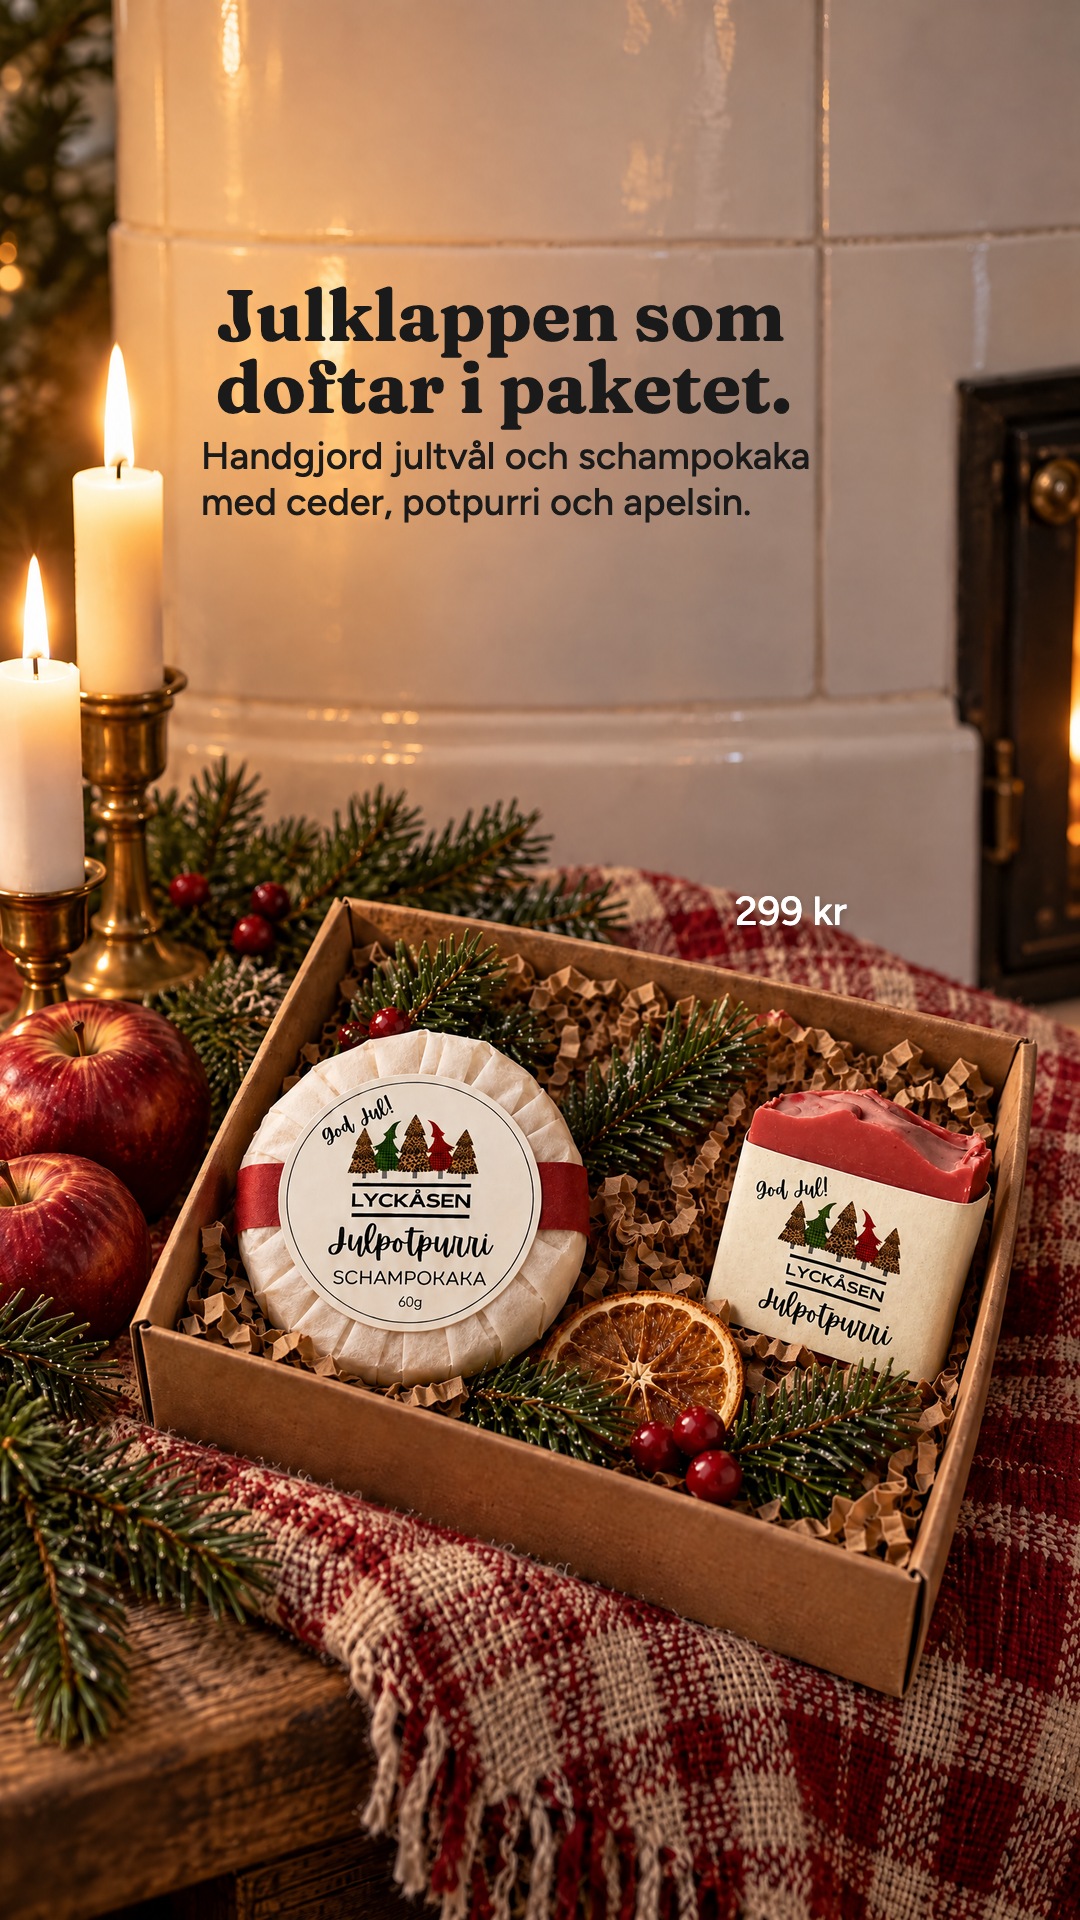 Julklappen som
doftar i paketet.
Handgjord jultvål och schampokaka
med ceder, potpurri och apelsin.
299 kr
God Jul!
LYCKÅSEN
Julpotpurri
SCHAMPOKAKA
60g
God Jul!
LYCKÅSEN
Julpotpurri